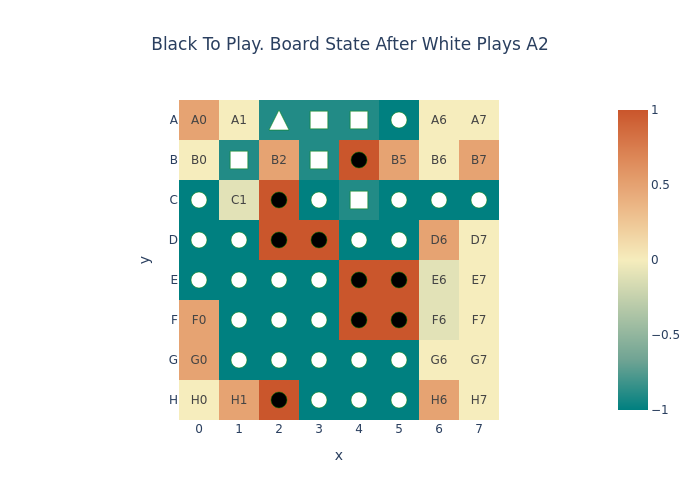 Black To Play. Board State After White Plays A2
A A0 A1 A6 A7
B B0 B2 B5 B6 B7
C C1
D D6 D7
E E6 E7
F F0 F6 F7
G G0 G6 G7
H H0 H1 H6 H7
0 1 2 3 4 5 6 7
x
y
1
0.5
0
−0.5
−1